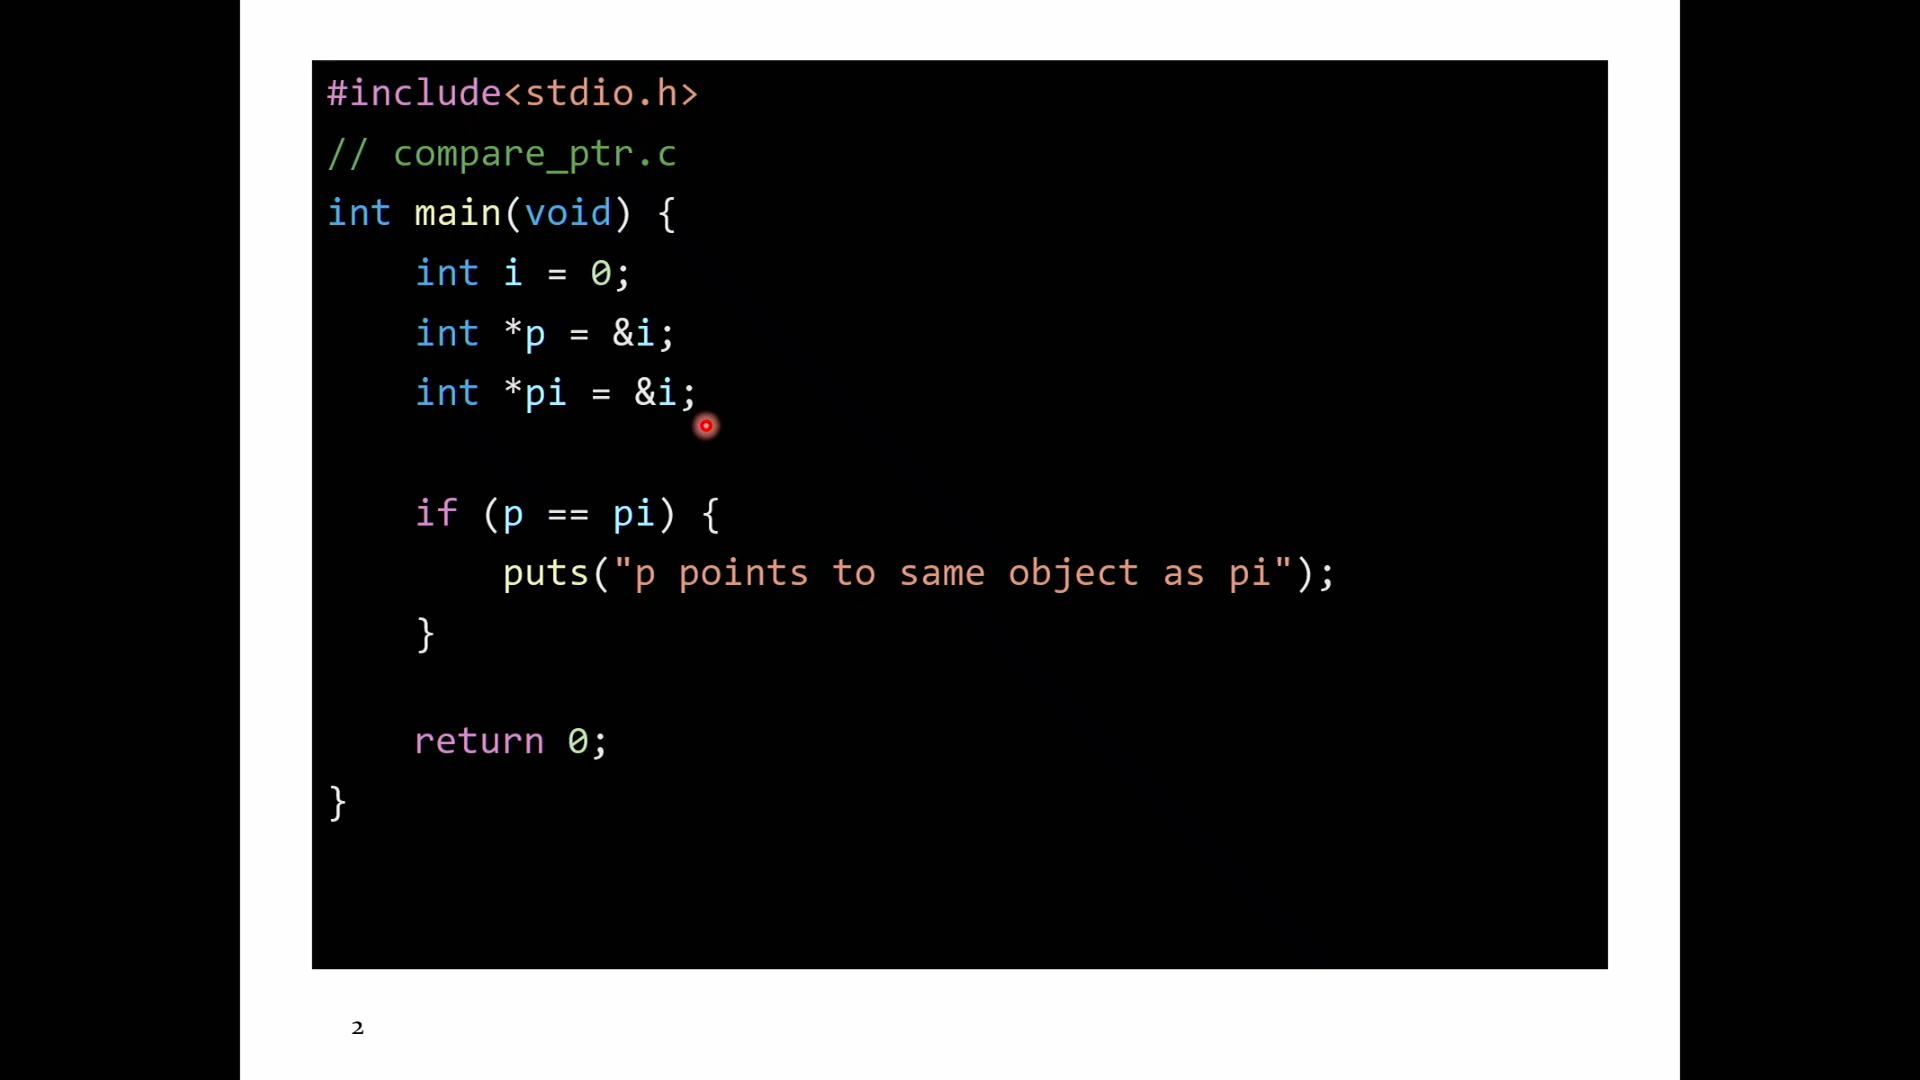 #include<stdio.h>
// compare_ptr.c
int main(void) {
    int i = 0;
    int *p = &i;
    int *pi = &i;
    if (p == pi) {
        puts("p points to same object as pi");
    }
    return 0;
}
2